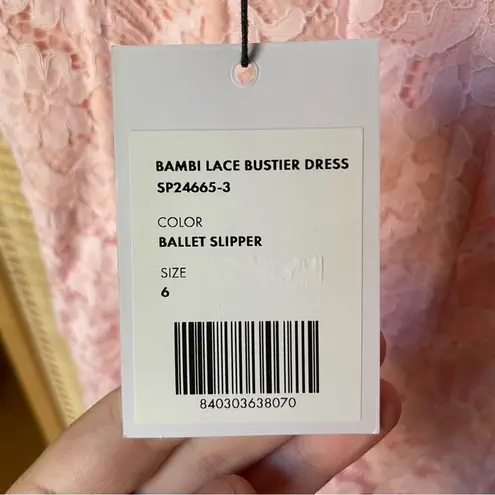 BAMBI LACE BUSTIER DRESS
SP24665-3
COLOR
BALLET SLIPPER
SIZE
6
840303638070